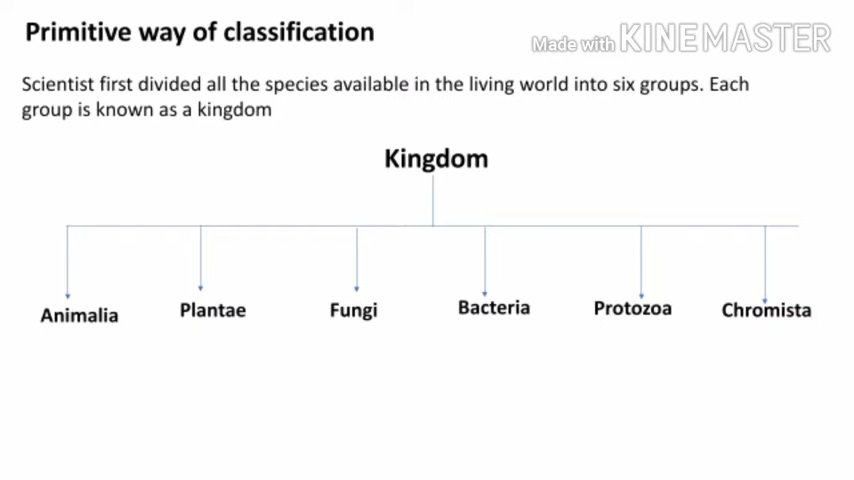 Primitive way of classification
Made with KINEMASTER
Scientist first divided all the species available in the living world into six groups. Each
group is known as a kingdom
Kingdom
Animalia Plantae Fungi Bacteria Protozoa Chromista